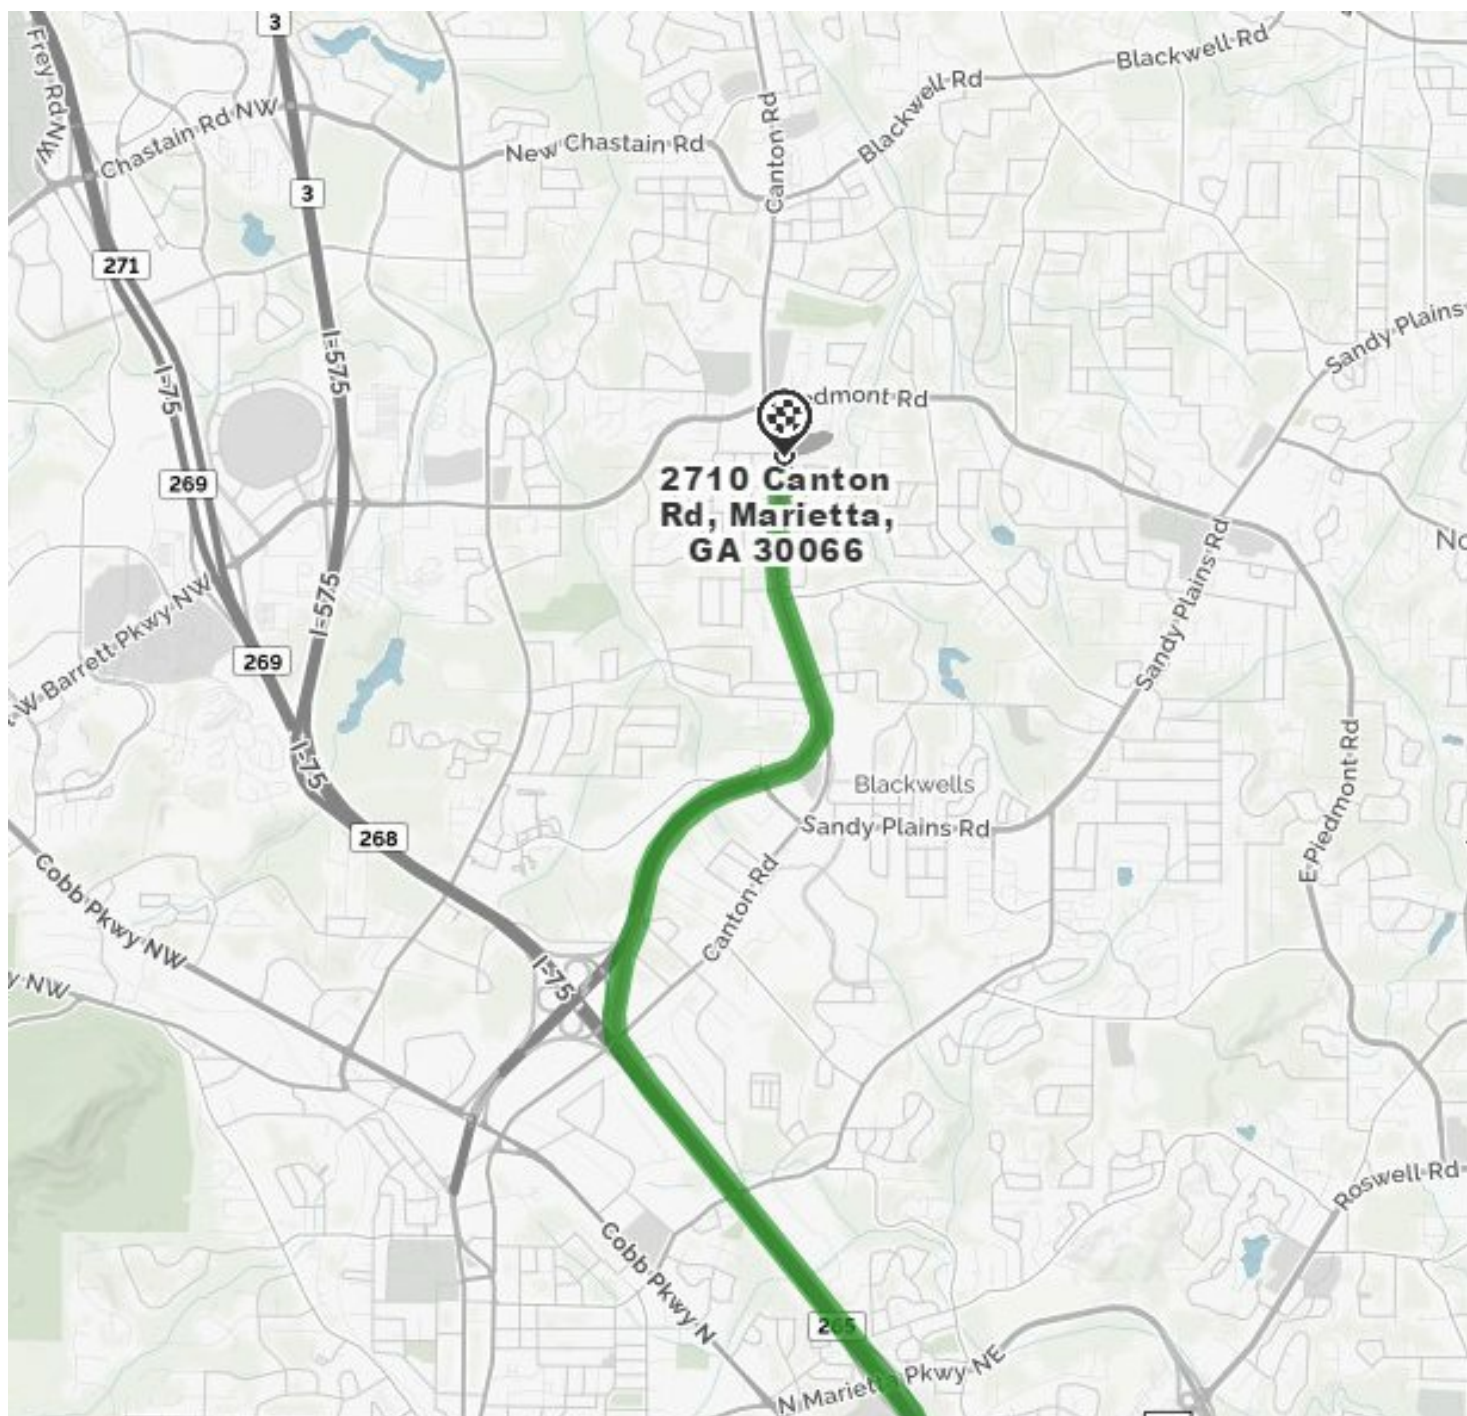 3
Blackwell Rd
Frey Rd NW
Chastain Rd NW
Canton Rd
Blackwell Rd
New Chastain Rd
3
271
Sandy Plains
I-575
I-75
edmont Rd
269
2710 Canton
Rd, Marietta,
GA 30066
No
W Barrett Pkwy NW
I-575
Sandy Plains Rd
269
I-75
E Piedmont Rd
Blackwells
268
Sandy Plains Rd
Cobb Pkwy NW
Canton Rd
I-75
y NW
Roswell Rd
Cobb Pkwy N
265
N Marietta Pkwy NE